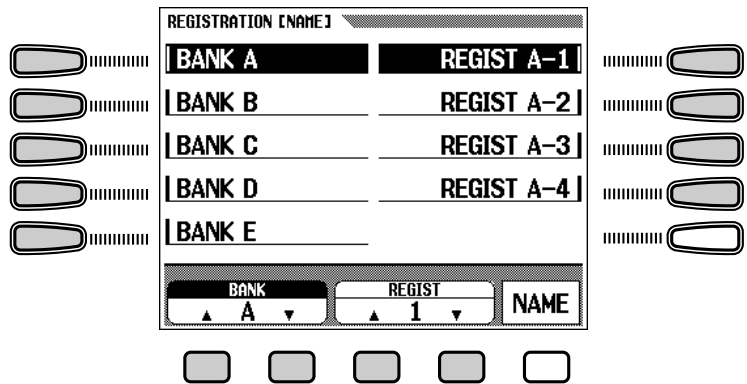 REGISTRATION [NAME]
BANK A REGIST A-1
BANK B REGIST A-2
BANK C REGIST A-3
BANK D REGIST A-4
BANK E
BANK REGIST NAME
▲ A ▼ ▲ 1 ▼